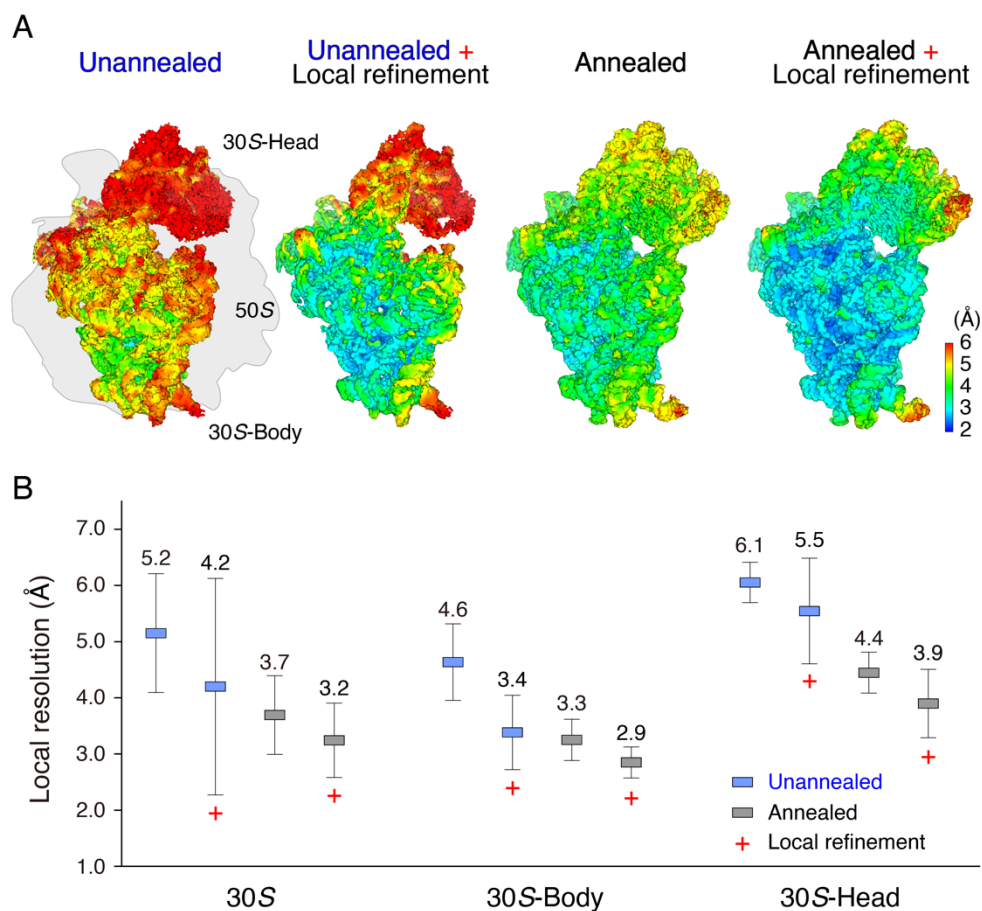 A
Unannealed
Unannealed +
Local refinement
Annealed
Annealed +
Local refinement
30S-Head
50S
30S-Body
(Å)
6
5
4
3
2
B
Local resolution (Å)
7.0
6.0
5.0
4.0
3.0
2.0
1.0
5.2
4.2
+
3.7
3.2
+
4.6
3.4
+
3.3
2.9
+
6.1
5.5
+
4.4
3.9
+
Unannealed
Annealed
+ Local refinement
30S
30S-Body
30S-Head